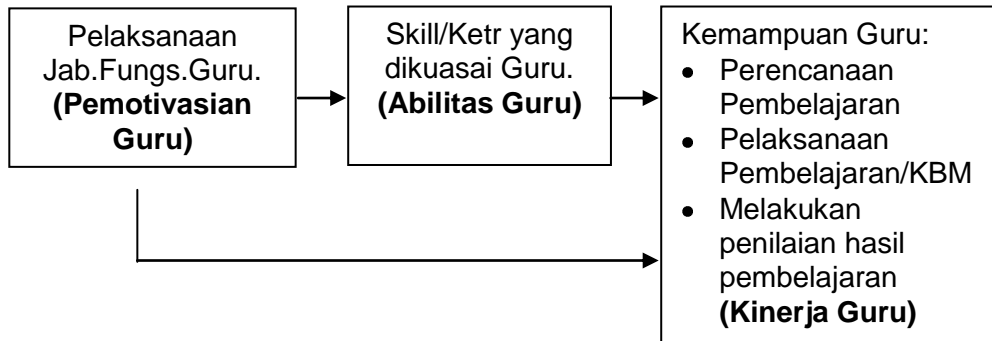 Pelaksanaan
Jab.Fungs.Guru.
(Pemotivasian
Guru)
Skill/Ketr yang
dikuasai Guru.
(Abilitas Guru)
Kemampuan Guru:
• Perencanaan
Pembelajaran
• Pelaksanaan
Pembelajaran/KBM
• Melakukan
penilaian hasil
pembelajaran
(Kinerja Guru)